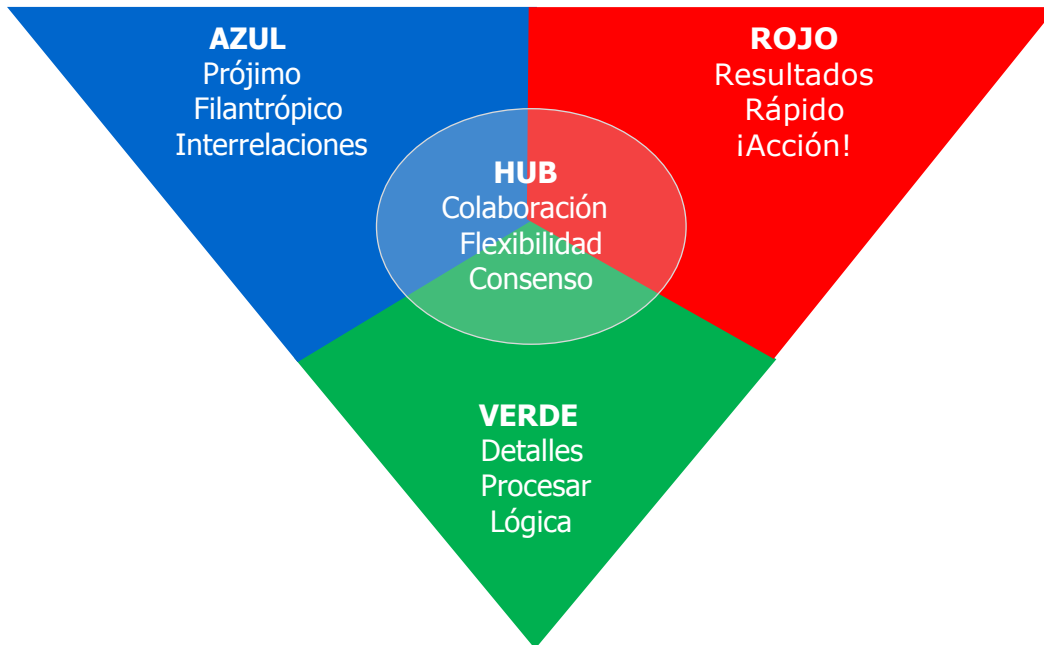 AZUL
Prójimo
Filantrópico
Interrelaciones
ROJO
Resultados
Rápido
¡Acción!
HUB
Colaboración
Flexibilidad
Consenso
VERDE
Detalles
Procesar
Lógica